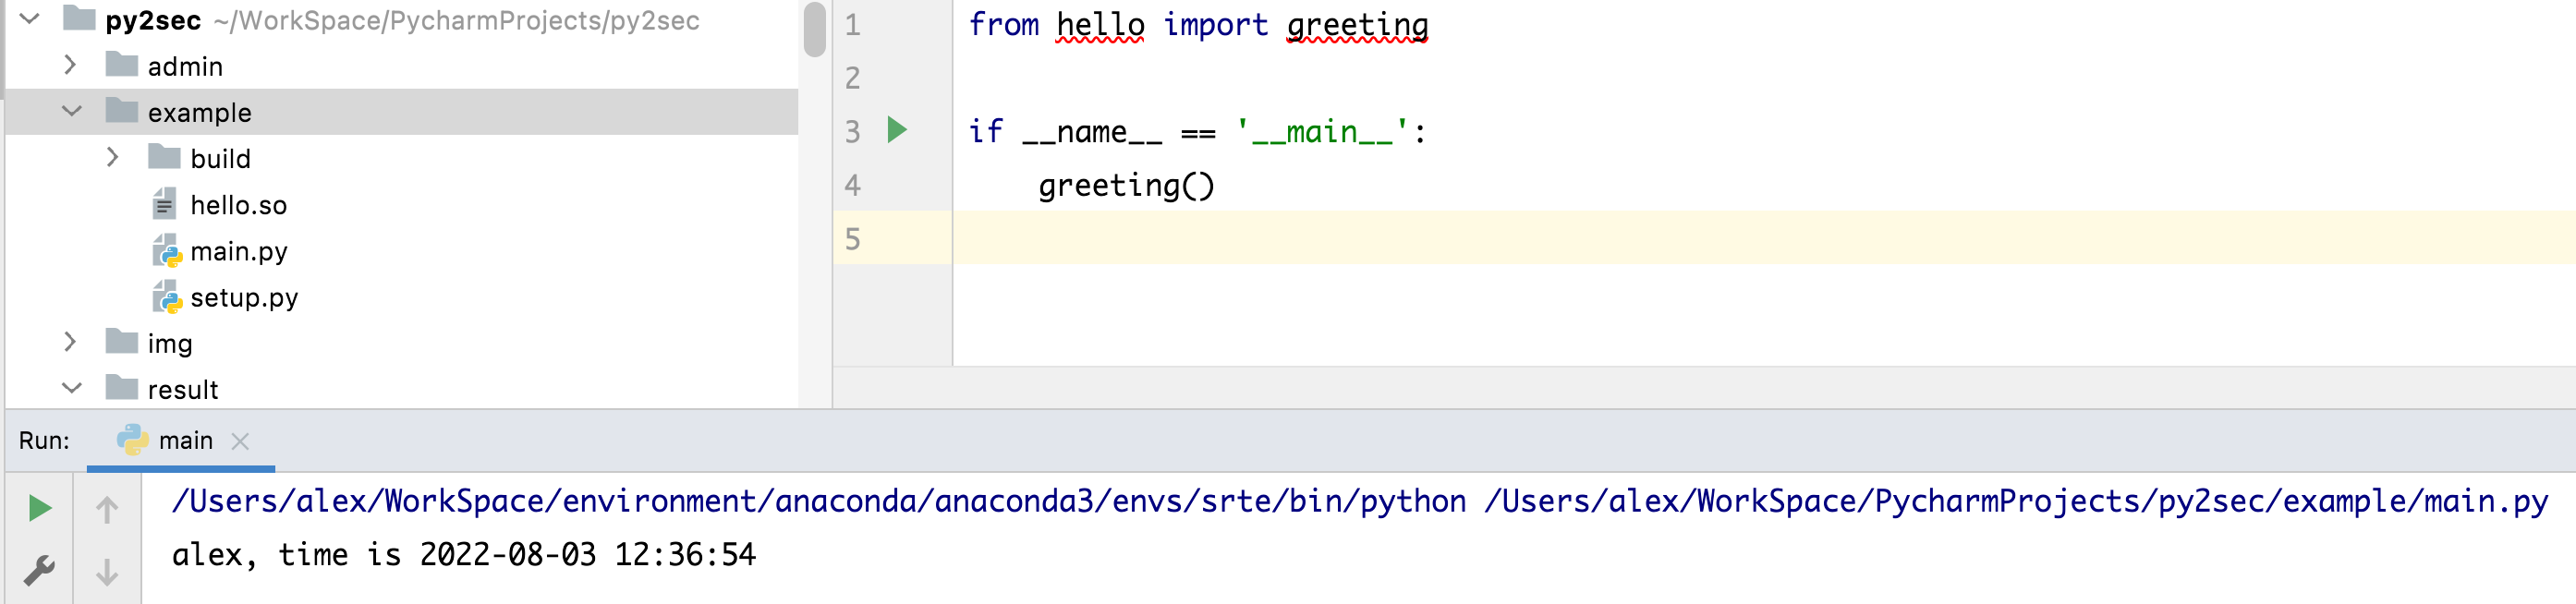 py2sec ~/WorkSpace/PycharmProjects/py2sec
admin
example
build
hello.so
main.py
setup.py
img
result
1 from hello import greeting
2
3 if __name__ == '__main__':
4     greeting()
5
Run: main
/Users/alex/WorkSpace/environment/anaconda/anaconda3/envs/srte/bin/python /Users/alex/WorkSpace/PycharmProjects/py2sec/example/main.py
alex, time is 2022-08-03 12:36:54